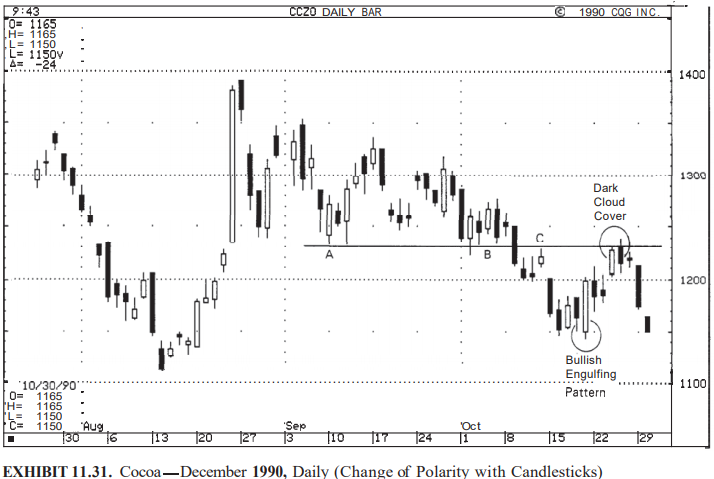 9:43 CCZO DAILY BAR © 1990 CQG INC.
O= 1165
H= 1165
L= 1150
L= 1150v
Δ= -24
1400
1300
Dark
Cloud
Cover
A B C
1200
Bullish
Engulfing
Pattern
1100
10/30/90
O= 1165
H= 1165
L= 1150
C= 1150
Aug Sep Oct
30 6 13 20 27 3 10 17 24 1 8 15 22 29
EXHIBIT 11.31. Cocoa—December 1990, Daily (Change of Polarity with Candlesticks)